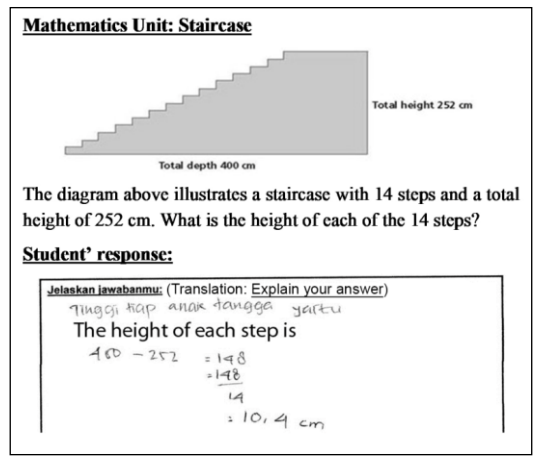 Mathematics Unit: Staircase
Total height 252 cm
Total depth 400 cm
The diagram above illustrates a staircase with 14 steps and a total
height of 252 cm. What is the height of each of the 14 steps?
Student' response:
Jelaskan jawabanmu: (Translation: Explain your answer)
Tinggi tiap anak tangga yaitu
The height of each step is
400 - 252 = 148
= 148
14
= 10,4 cm